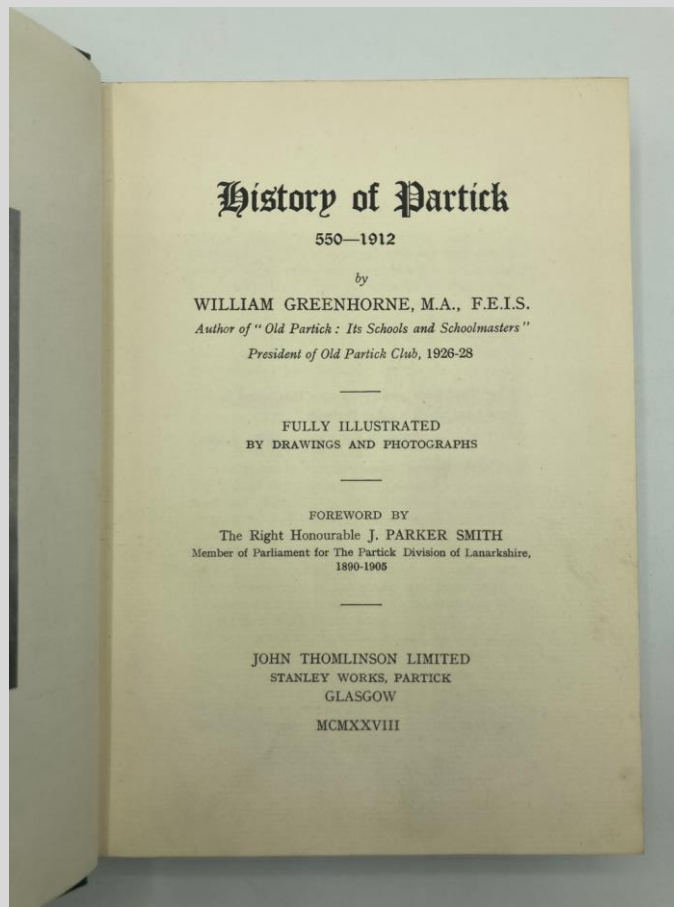 History of Partick
550—1912
by
WILLIAM GREENHORNE, M.A., F.E.I.S.
Author of "Old Partick: Its Schools and Schoolmasters"
President of Old Partick Club, 1926-28
FULLY ILLUSTRATED
BY DRAWINGS AND PHOTOGRAPHS
FOREWORD BY
The Right Honourable J. PARKER SMITH
Member of Parliament for The Partick Division of Lanarkshire,
1890-1905
JOHN THOMLINSON LIMITED
STANLEY WORKS, PARTICK
GLASGOW
MCMXXVIII